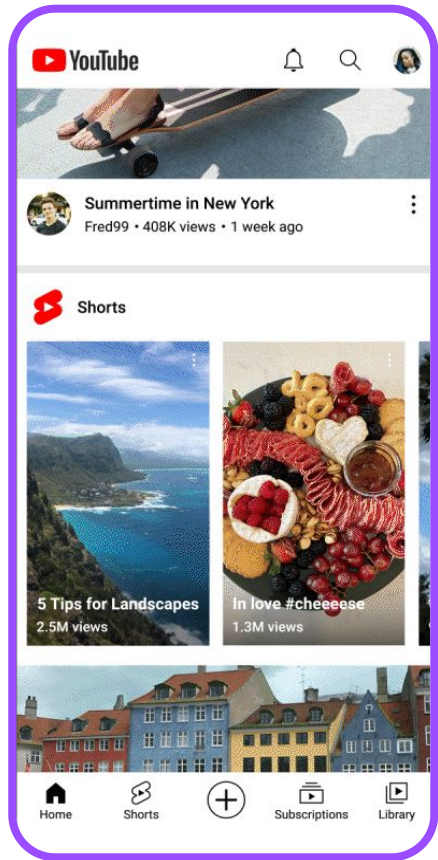 YouTube
Summertime in New York
Fred99 • 408K views • 1 week ago
Shorts
5 Tips for Landscapes
2.5M views
In love #cheeeese
1.3M views
Home
Shorts
Subscriptions
Library